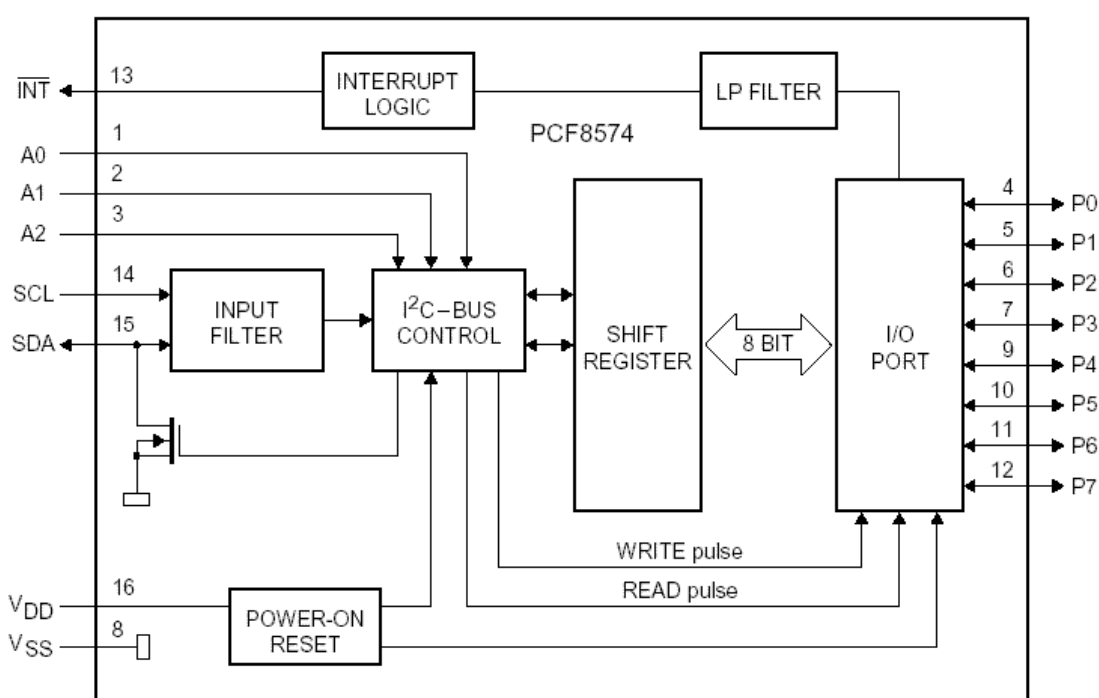 13
INT
INTERRUPT
LOGIC
LP FILTER
PCF8574
1
A0
2
A1
3
A2
14
SCL
15
SDA
INPUT
FILTER
I²C–BUS
CONTROL
SHIFT
REGISTER
8 BIT
I/O
PORT
4
P0
5
P1
6
P2
7
P3
9
P4
10
P5
11
P6
12
P7
WRITE pulse
READ pulse
16
VDD
8
VSS
POWER-ON
RESET